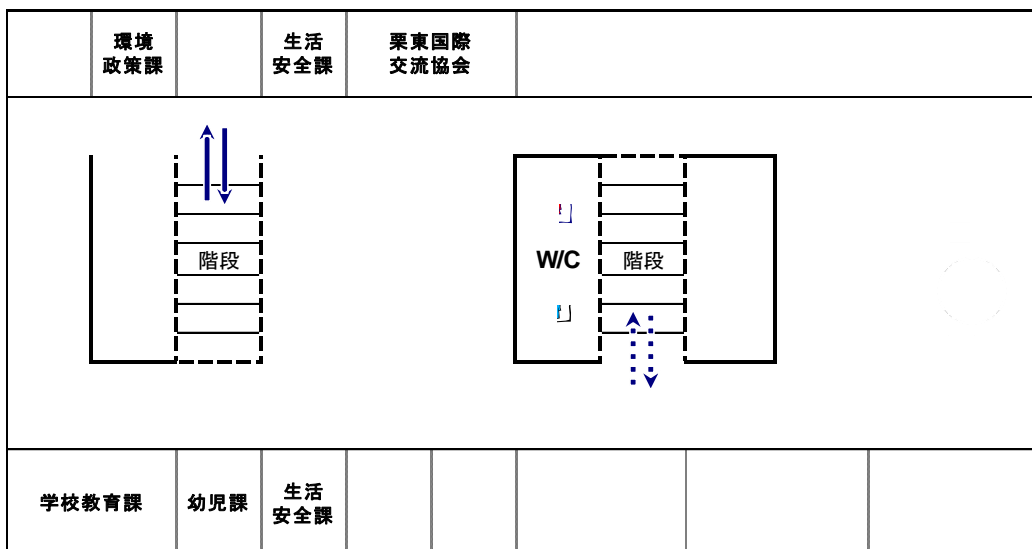 環境
政策課
生活
安全課
栗東国際
交流協会
階段
W/C
階段
学校教育課
幼児課
生活
安全課